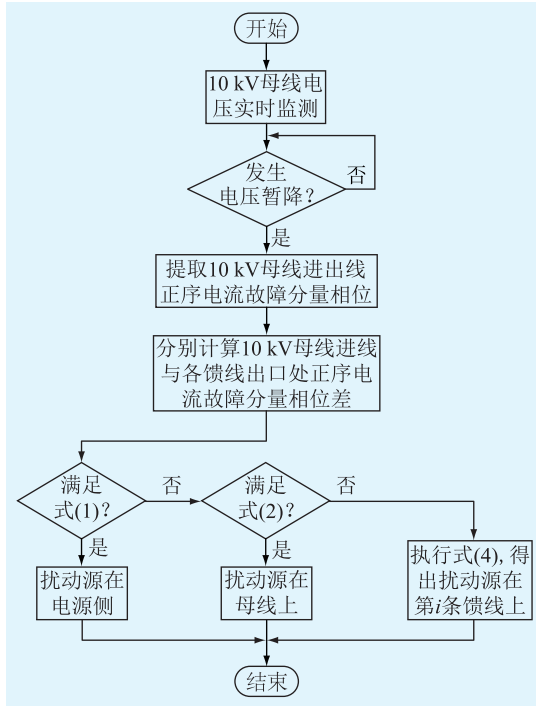 开始
10 kV母线电
压实时监测
发生
电压暂降?
否
是
提取10 kV母线进出线
正序电流故障分量相位
分别计算10 kV母线进线
与各馈线出口处正序电
流故障分量相位差
满足
式(1)?
否
是
满足
式(2)?
否
是
扰动源在
电源侧
扰动源在
母线上
执行式(4), 得
出扰动源在
第i条馈线上
结束